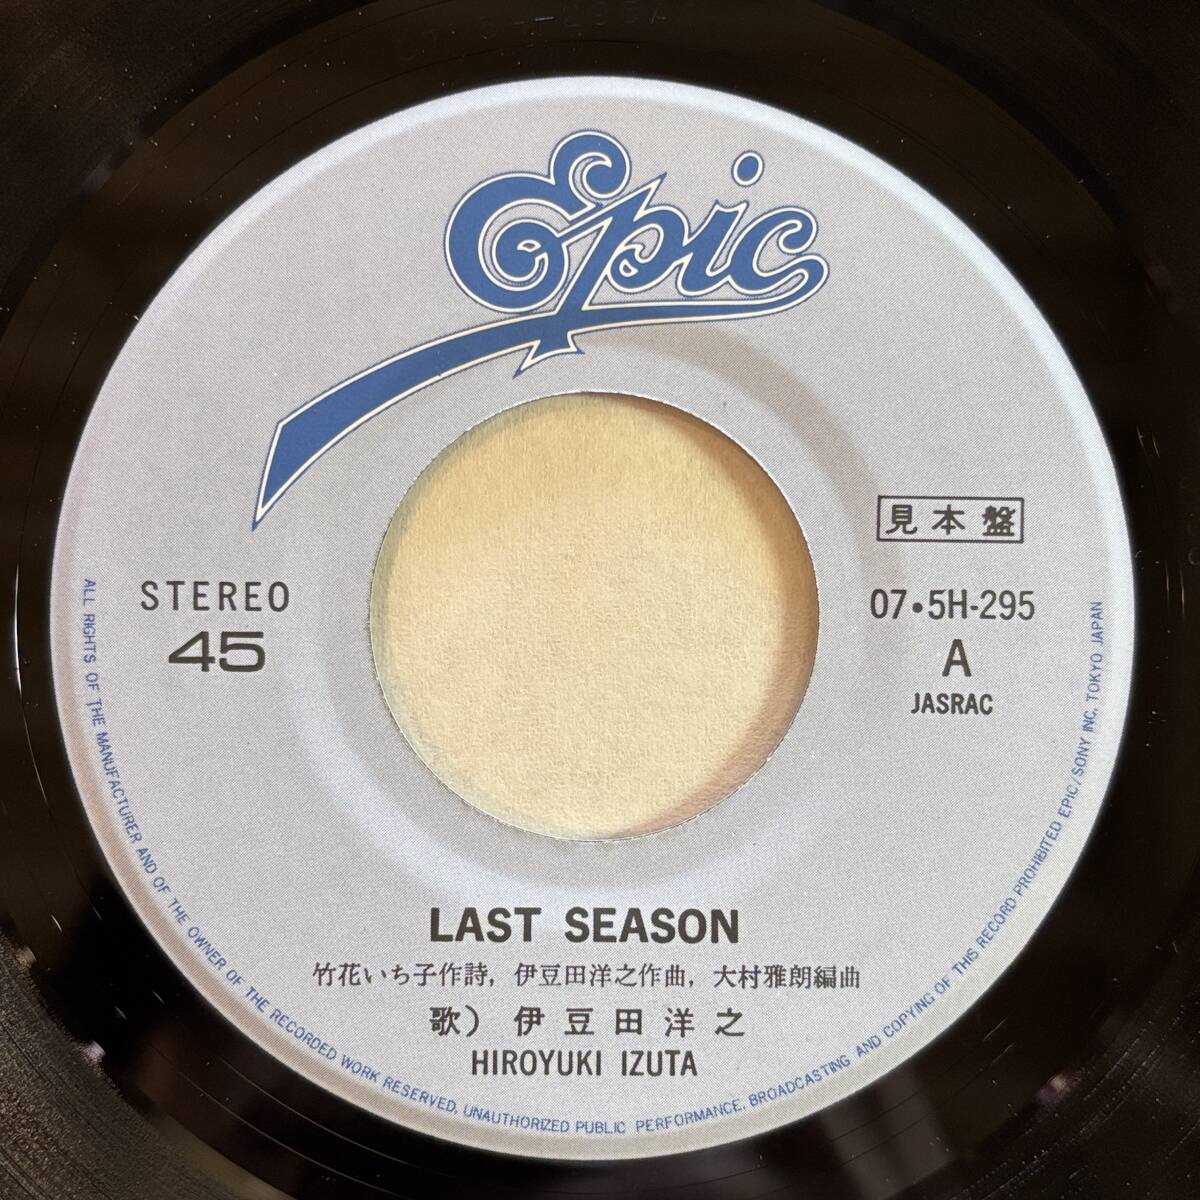 Epic
見本盤
STEREO
45
07・5H-295
A
JASRAC
LAST SEASON
竹花いち子作詩, 伊豆田洋之作曲, 大村雅朗編曲
歌） 伊豆田洋之
HIROYUKI IZUTA
ALL RIGHTS OF THE MANUFACTURER AND OF THE OWNER OF THE RECORDED WORK RESERVED, UNAUTHORIZED PUBLIC PERFORMANCE, BROADCASTING AND COPYING OF THIS RECORD PROHIBITED EPIC/SONY INC. TOKYO JAPAN